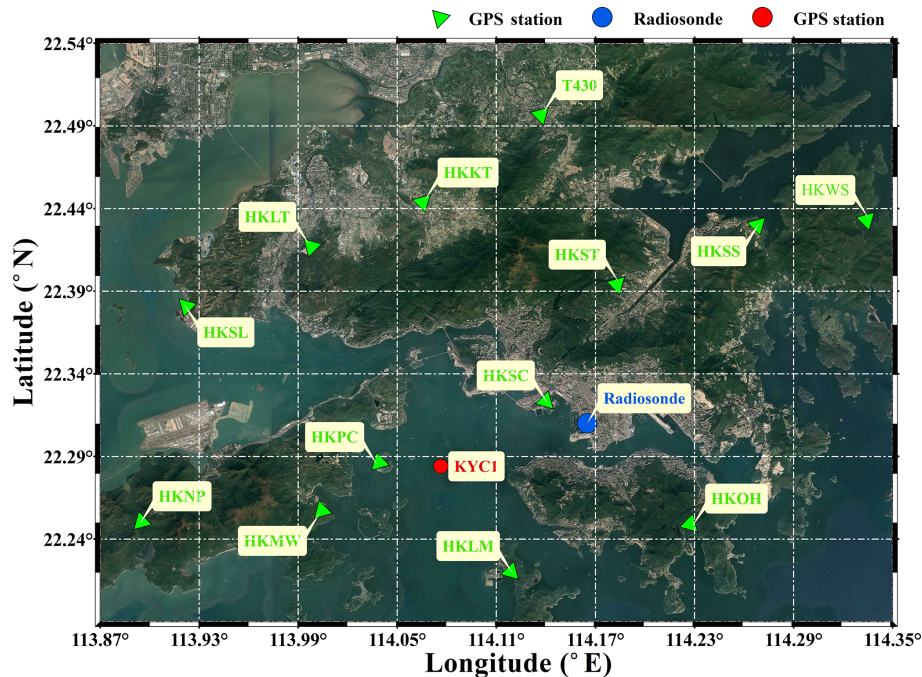 GPS station Radiosonde GPS station
22.54°
22.49°
22.44°
22.39°
22.34°
22.29°
22.24°
Latitude (°N)
T430
HKKT
HKWS
HKLT
HKSS
HKST
HKSL
HKSC
Radiosonde
HKPC
KYC1
HKNP
HKOH
HKMW
HKLM
113.87° 113.93° 113.99° 114.05° 114.11° 114.17° 114.23° 114.29° 114.35°
Longitude (°E)